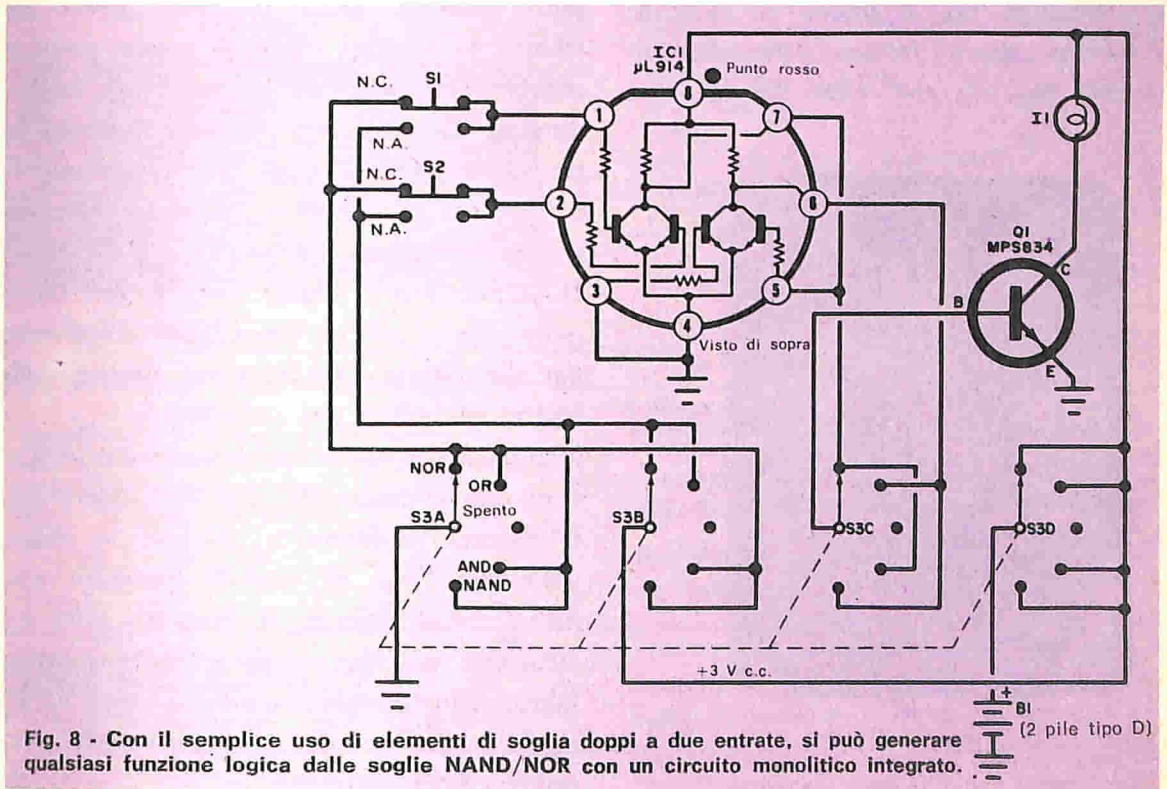 IC1
µL914
Punto rosso
N.C.
S1
N.A.
N.C.
S2
N.A.
1
2
3
4
5
6
7
8
Visto di sopra
I1
Q1
MPS834
B
C
E
NOR
OR
S3A
Spento
AND
NAND
S3B
S3C
S3D
+3 V c.c.
+
B1
(2 pile tipo D)
Fig. 8 - Con il semplice uso di elementi di soglia doppi a due entrate, si può generare
qualsiasi funzione logica dalle soglie NAND/NOR con un circuito monolitico integrato.